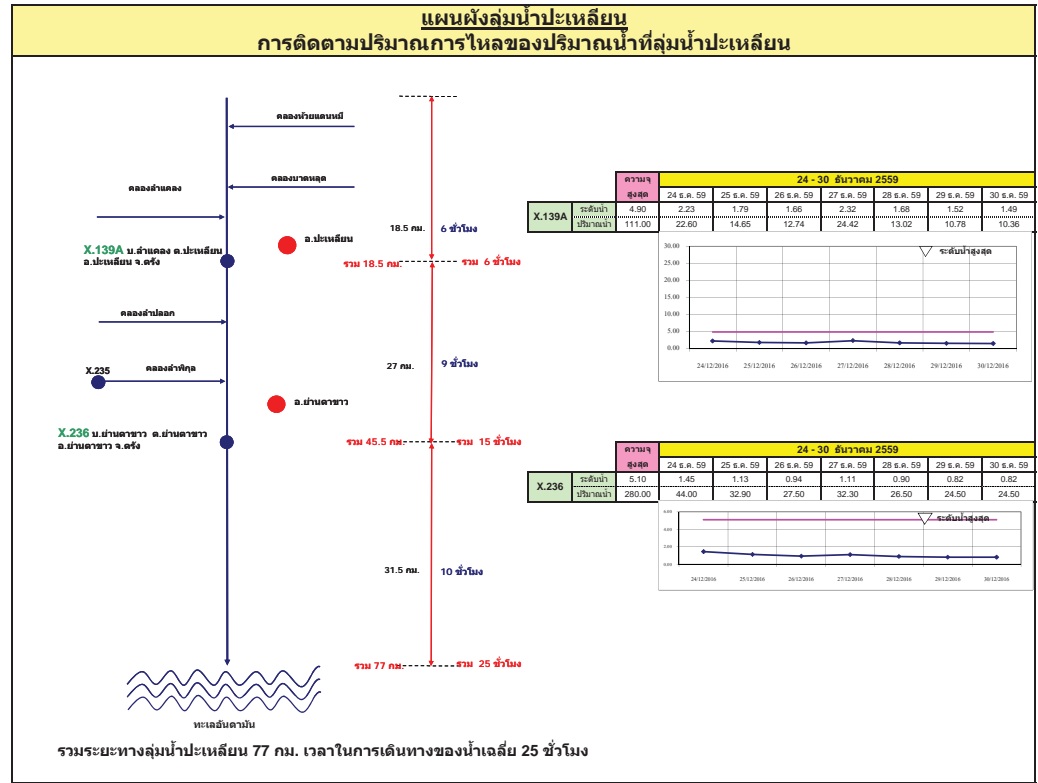 แผนผังลุ่มน้ำปะเหลียน
การติดตามปริมาณการไหลของปริมาณน้ำที่ลุ่มน้ำปะเหลียน
คลองห้วยแดนหมี
คลองบาดหลุด
คลองลำแคลง
18.5 กม.
6 ชั่วโมง
อ.ปะเหลียน
X.139A บ.ลำแคลง ต.ปะเหลียน
อ.ปะเหลียน จ.ตรัง
รวม 18.5 กม.
รวม 6 ชั่วโมง
คลองลำปลอก
27 กม.
9 ชั่วโมง
X.235
คลองลำพิกุล
อ.ย่านตาขาว
X.236 บ.ย่านตาขาว ต.ย่านตาขาว
อ.ย่านตาขาว จ.ตรัง
รวม 45.5 กม.
รวม 15 ชั่วโมง
31.5 กม.
10 ชั่วโมง
รวม 77 กม.
รวม 25 ชั่วโมง
ทะเลอันดามัน
รวมระยะทางลุ่มน้ำปะเหลียน 77 กม. เวลาในการเดินทางของน้ำเฉลี่ย 25 ชั่วโมง
ความจุ 24 - 30 ธันวาคม 2559
สูงสุด 24 ธ.ค. 59 25 ธ.ค. 59 26 ธ.ค. 59 27 ธ.ค. 59 28 ธ.ค. 59 29 ธ.ค. 59 30 ธ.ค. 59
X.139A
ระดับน้ำ 4.90 2.23 1.79 1.66 2.32 1.68 1.52 1.49
ปริมาณน้ำ 111.00 22.60 14.65 12.74 24.42 13.02 10.78 10.36
ระดับน้ำสูงสุด
30.00
25.00
20.00
15.00
10.00
5.00
0.00
24/12/2016 25/12/2016 26/12/2016 27/12/2016 28/12/2016 29/12/2016 30/12/2016
ความจุ 24 - 30 ธันวาคม 2559
สูงสุด 24 ธ.ค. 59 25 ธ.ค. 59 26 ธ.ค. 59 27 ธ.ค. 59 28 ธ.ค. 59 29 ธ.ค. 59 30 ธ.ค. 59
X.236
ระดับน้ำ 5.10 1.45 1.13 0.94 1.11 0.90 0.82 0.82
ปริมาณน้ำ 280.00 44.00 32.90 27.50 32.30 26.50 24.50 24.50
ระดับน้ำสูงสุด
6.00
4.00
2.00
0.00
24/12/2016 25/12/2016 26/12/2016 27/12/2016 28/12/2016 29/12/2016 30/12/2016